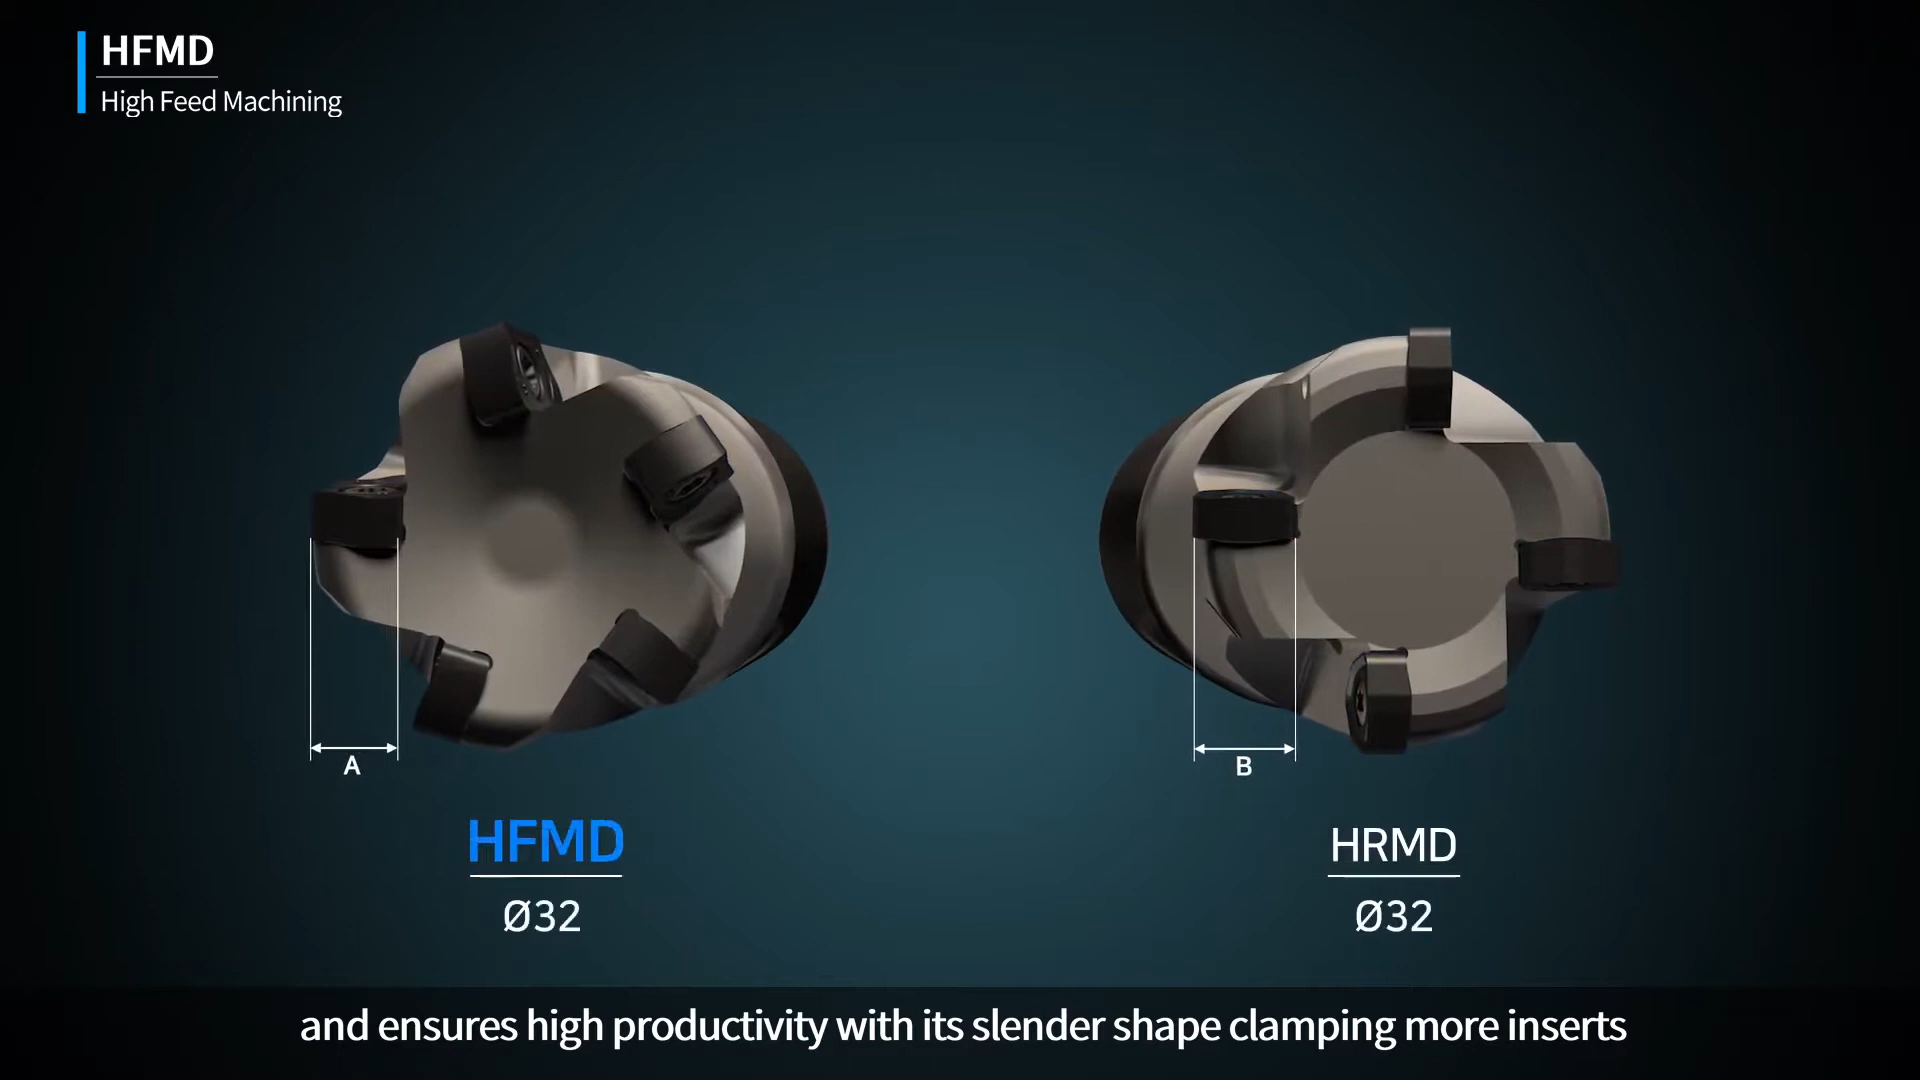 HFMD
High Feed Machining
A
B
HFMD
Ø32
HRMD
Ø32
and ensures high productivity with its slender shape clamping more inserts